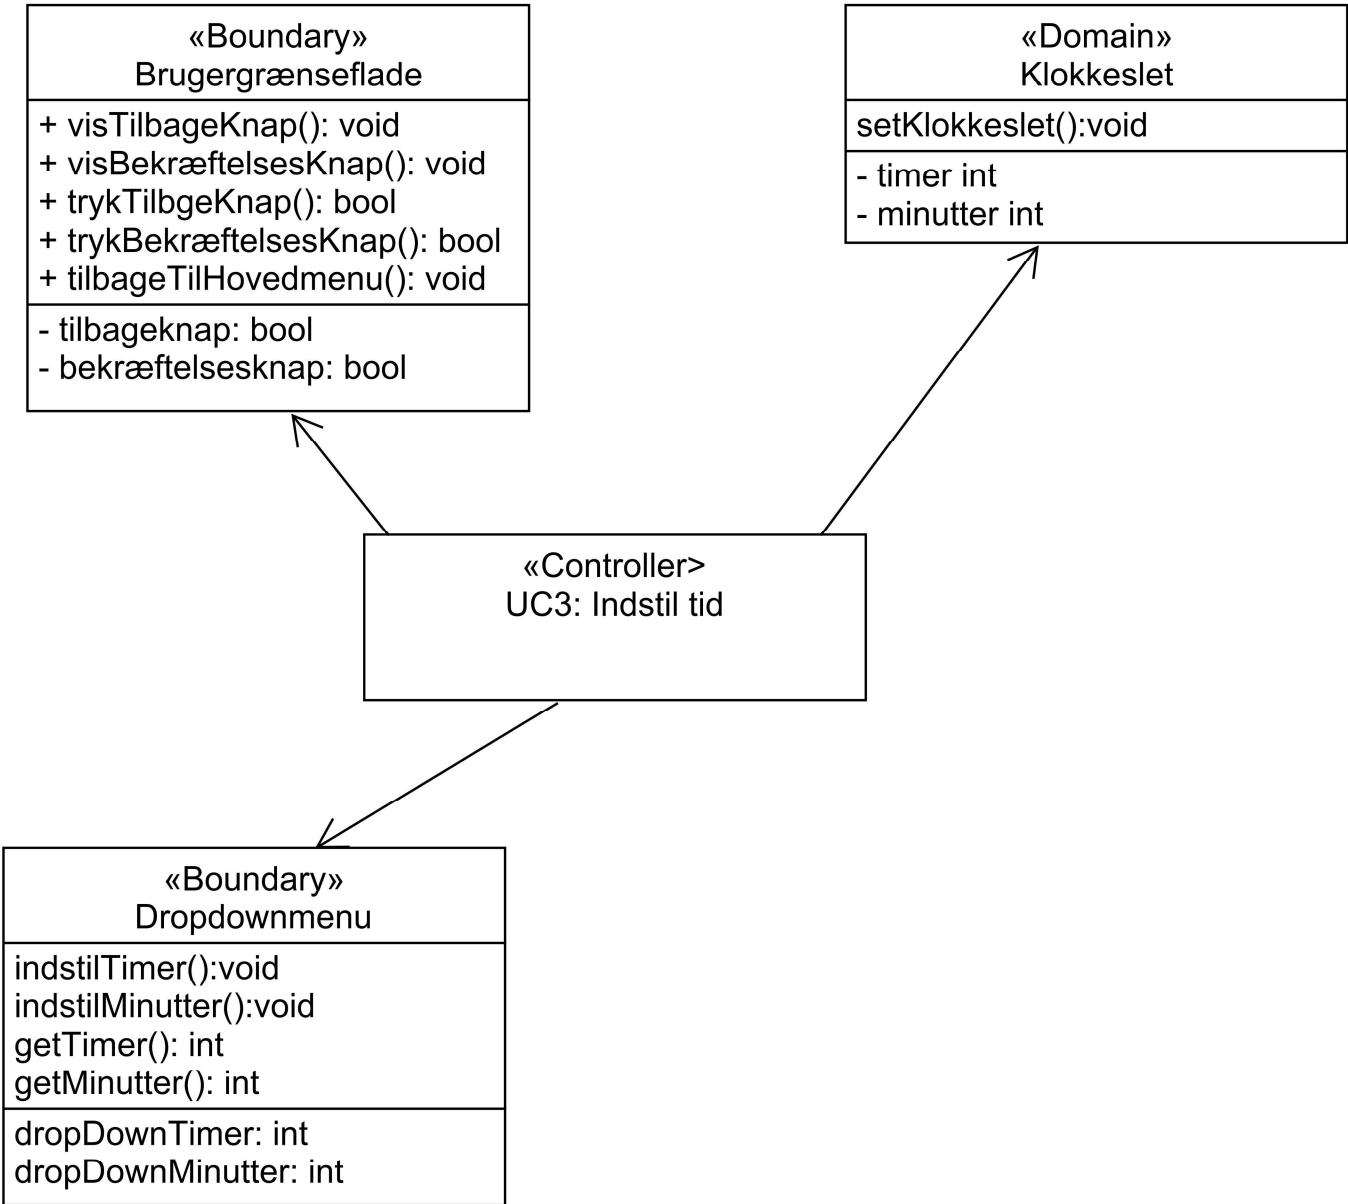 «Boundary»
Brugergrænseflade
+ visTilbageKnap(): void
+ visBekræftelsesKnap(): void
+ trykTilbgeKnap(): bool
+ trykBekræftelsesKnap(): bool
+ tilbageTilHovedmenu(): void
- tilbageknap: bool
- bekræftelsesknap: bool
«Domain»
Klokkeslet
setKlokkeslet():void
- timer int
- minutter int
«Controller>
UC3: Indstil tid
«Boundary»
Dropdownmenu
indstilTimer():void
indstilMinutter():void
getTimer(): int
getMinutter(): int
dropDownTimer: int
dropDownMinutter: int